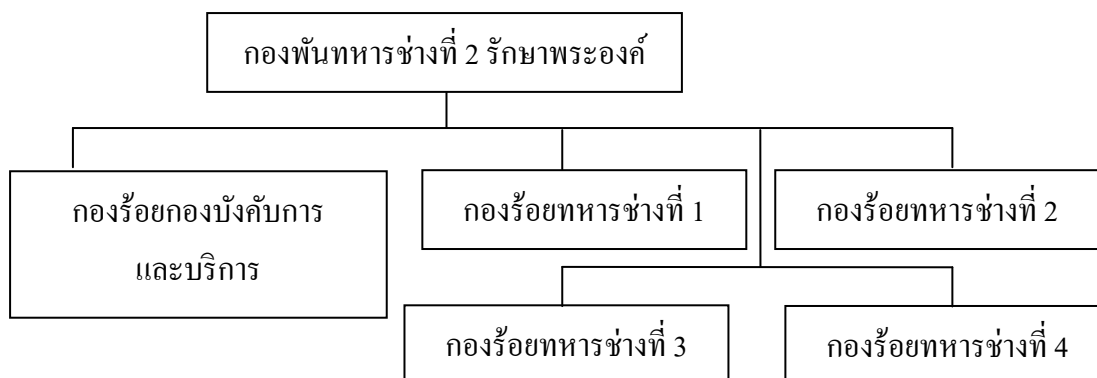 กองพันทหารช่างที่ 2 รักษาพระองค์
กองร้อยกองบังคับการ
และบริการ
กองร้อยทหารช่างที่ 1
กองร้อยทหารช่างที่ 2
กองร้อยทหารช่างที่ 3
กองร้อยทหารช่างที่ 4